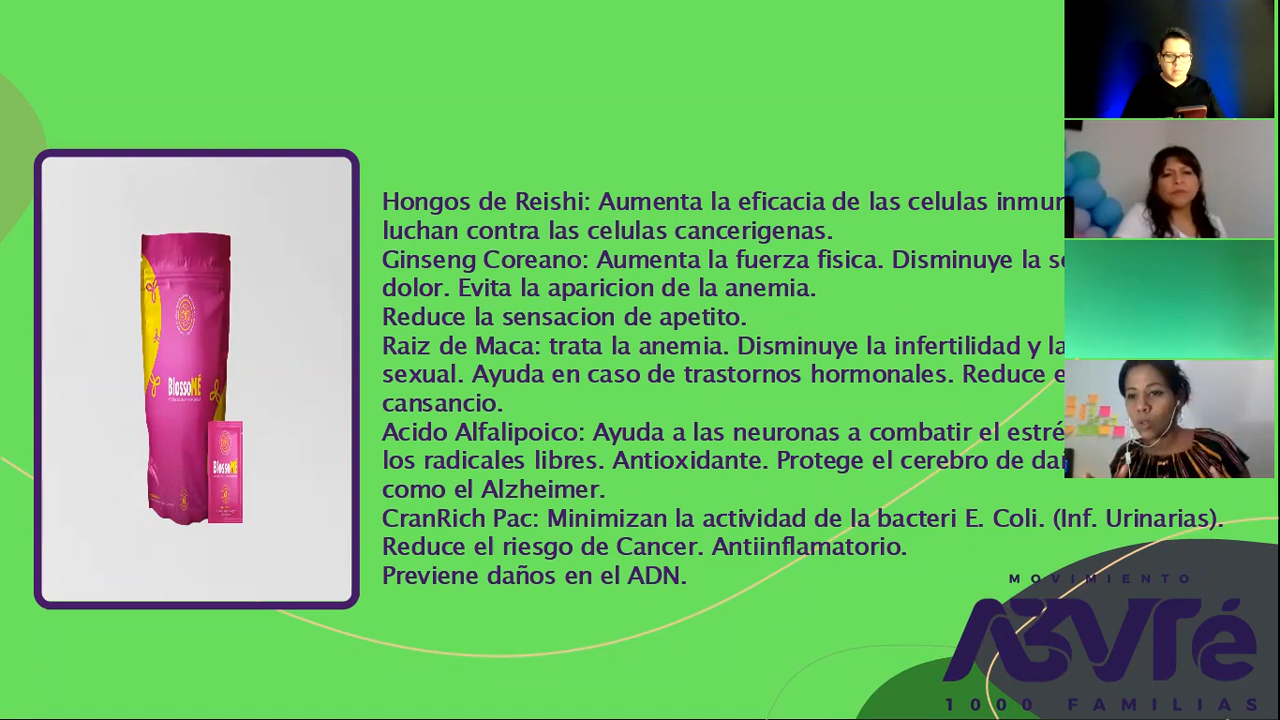 Hongos de Reishi: Aumenta la eficacia de las celulas
luchan contra las celulas cancerigenas.
Ginseng Coreano: Aumenta la fuerza fisica. Disminuye la
dolor. Evita la aparicion de la anemia.
Reduce la sensacion de apetito.
Raiz de Maca: trata la anemia. Disminuye la infertilidad y
sexual. Ayuda en caso de trastornos hormonales. Reduce
cansancio.
Acido Alfalipoico: Ayuda a las neuronas a combatir el
los radicales libres. Antioxidante. Protege el cerebro de
como el Alzheimer.
CranRich Pac: Minimizan la actividad de la bacteri E. Coli. (Inf. Urinarias).
Reduce el riesgo de Cancer. Antiinflamatorio.
Previene daños en el ADN.
BlossoNÉ
BlossoNÉ
MOVIMIENTO
1000 FAMILIAS